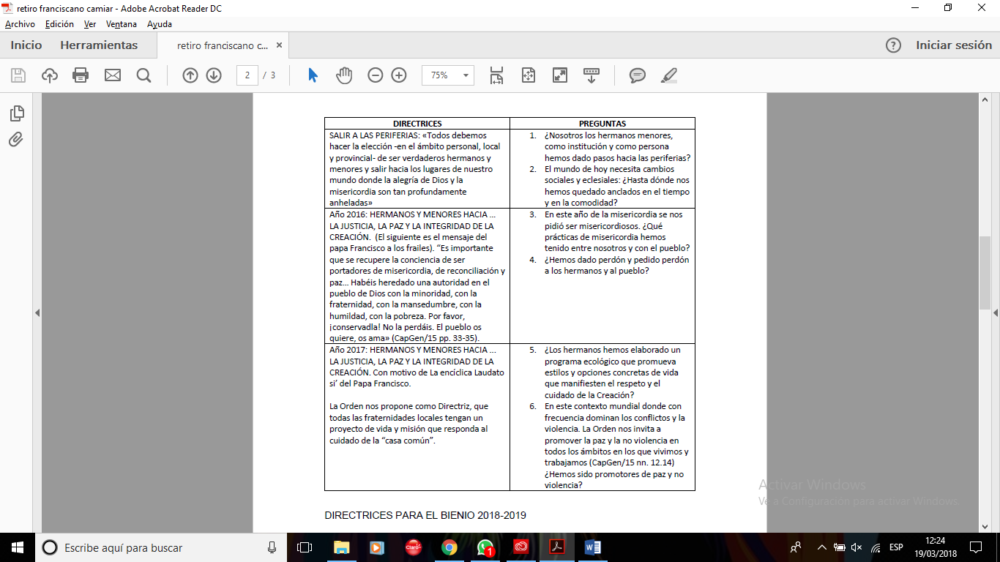 retiro franciscano camiar - Adobe Acrobat Reader DC
Archivo Edición Ver Ventana Ayuda
Inicio Herramientas retiro franciscano c... × Iniciar sesión
2 / 3 75%
DIRECTRICES
SALIR A LAS PERIFERIAS: «Todos debemos
hacer la elección -en el ámbito personal, local
y provincial- de ser verdaderos hermanos y
menores y salir hacia los lugares de nuestro
mundo donde la alegría de Dios y la
misericordia son tan profundamente
anheladas»
PREGUNTAS
1. ¿Nosotros los hermanos menores,
como institución y como persona
hemos dado pasos hacia las periferias?
2. El mundo de hoy necesita cambios
sociales y eclesiales: ¿Hasta dónde nos
hemos quedado anclados en el tiempo
y en la comodidad?
Año 2016: HERMANOS Y MENORES HACIA ...
LA JUSTICIA, LA PAZ Y LA INTEGRIDAD DE LA
CREACIÓN. (El siguiente es el mensaje del
papa Francisco a los frailes). “Es importante
que se recupere la conciencia de ser
portadores de misericordia, de reconciliación y
paz... Habéis heredado una autoridad en el
pueblo de Dios con la minoridad, con la
fraternidad, con la mansedumbre, con la
humildad, con la pobreza. Por favor,
¡conservadla! No la perdáis. El pueblo os
quiere, os ama» (CapGen/15 pp. 33-35).
3. En este año de la misericordia se nos
pidió ser misericordiosos. ¿Qué
prácticas de misericordia hemos
tenido entre nosotros y con el pueblo?
4. ¿Hemos dado perdón y pedido perdón
a los hermanos y al pueblo?
Año 2017: HERMANOS Y MENORES HACIA ...
LA JUSTICIA, LA PAZ Y LA INTEGRIDAD DE LA
CREACIÓN. Con motivo de La encíclica Laudato
si’ del Papa Francisco.
La Orden nos propone como Directriz, que
todas las fraternidades locales tengan un
proyecto de vida y misión que responda al
cuidado de la “casa común”.
5. ¿Los hermanos hemos elaborado un
programa ecológico que promueva
estilos y opciones concretas de vida
que manifiesten el respeto y el
cuidado de la Creación?
6. En este contexto mundial donde con
frecuencia dominan los conflictos y la
violencia. La Orden nos invita a
promover la paz y la no violencia en
todos los ámbitos en los que vivimos y
trabajamos (CapGen/15 nn. 12.14)
¿Hemos sido promotores de paz y no
violencia?
DIRECTRICES PARA EL BIENIO 2018-2019
Activar Windows
Ve a Configuración para activar Windows.
Escribe aquí para buscar
Claro
1
ESP
12:24
19/03/2018